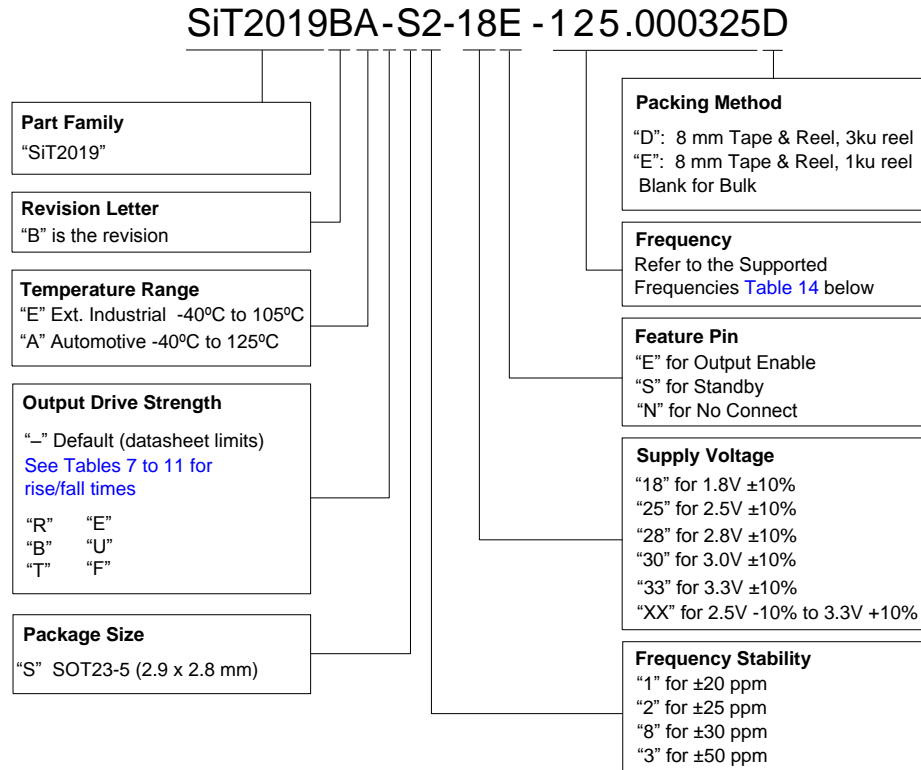 SiT2019BA-S2-18E-125.000325D
Part Family
“SiT2019”
Revision Letter
“B” is the revision
Temperature Range
“E” Ext. Industrial -40ºC to 105ºC
“A” Automotive -40ºC to 125ºC
Output Drive Strength
“–” Default (datasheet limits)
See Tables 7 to 11 for
rise/fall times
“R” “E”
“B” “U”
“T” “F”
Package Size
“S” SOT23-5 (2.9 x 2.8 mm)
Packing Method
“D”: 8 mm Tape & Reel, 3ku reel
“E”: 8 mm Tape & Reel, 1ku reel
Blank for Bulk
Frequency
Refer to the Supported
Frequencies Table 14 below
Feature Pin
“E” for Output Enable
“S” for Standby
“N” for No Connect
Supply Voltage
“18” for 1.8V ±10%
“25” for 2.5V ±10%
“28” for 2.8V ±10%
“30” for 3.0V ±10%
“33” for 3.3V ±10%
“XX” for 2.5V -10% to 3.3V +10%
Frequency Stability
“1” for ±20 ppm
“2” for ±25 ppm
“8” for ±30 ppm
“3” for ±50 ppm